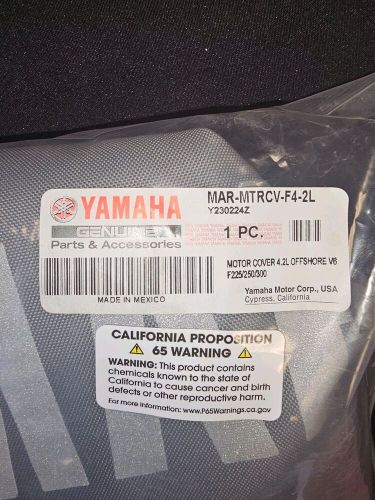 YAMAHA
GENUINE
Parts & Accessories
MADE IN MEXICO
MAR-MTRCV-F4-2L
Y230224Z
1 PC.
MOTOR COVER 4.2L OFFSHORE V6
F225/250/300
Yamaha Motor Corp., USA
Cypress, California
CALIFORNIA PROPOSITION
65 WARNING
WARNING: This product contains
chemicals known to the state of
California to cause cancer and birth
defects or other reproductive harm.
For more information: www.P65Warnings.ca.gov